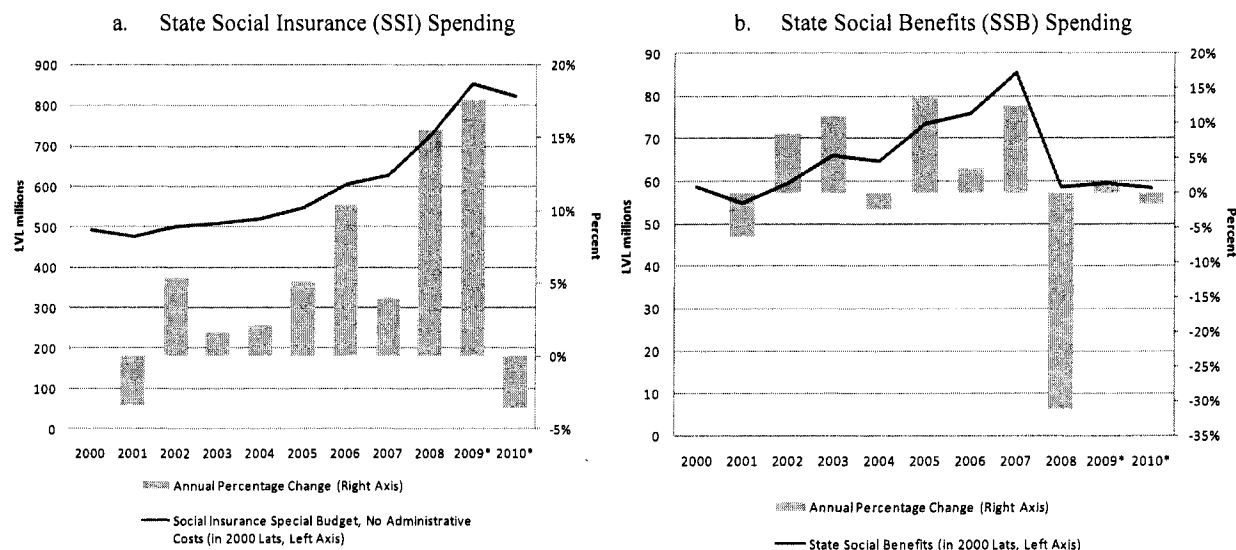 a. State Social Insurance (SSI) Spending
900
800
700
600
500
400
300
200
100
0
LVL millions
20%
15%
10%
5%
0%
-5%
Percent
2000 2001 2002 2003 2004 2005 2006 2007 2008 2009* 2010*
Annual Percentage Change (Right Axis)
Social Insurance Special Budget, No Administrative
Costs (in 2000 Lats, Left Axis)
b. State Social Benefits (SSB) Spending
90
80
70
60
50
40
30
20
10
0
LVL millions
20%
15%
10%
5%
0%
-5%
-10%
-15%
-20%
-25%
-30%
-35%
Percent
2000 2001 2002 2003 2004 2005 2006 2007 2008 2009* 2010*
Annual Percentage Change (Right Axis)
State Social Benefits (in 2000 Lats, Left Axis)